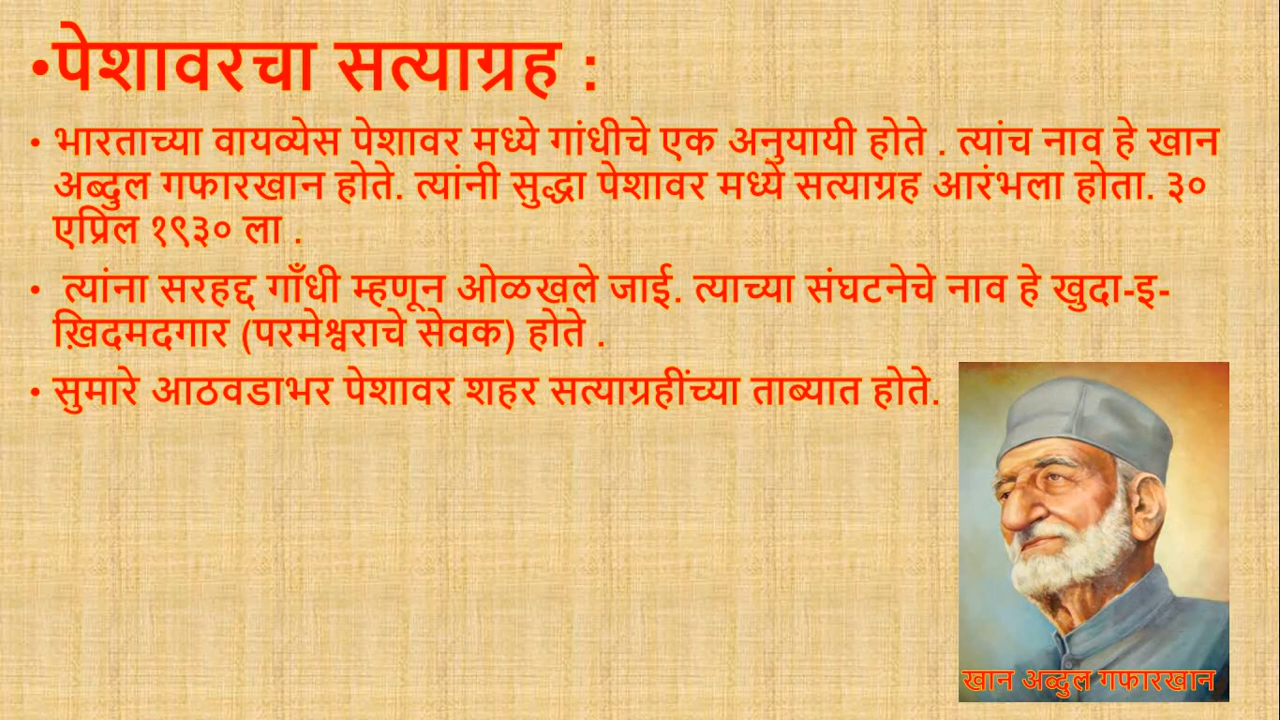 •पेशावरचा सत्याग्रह :
• भारताच्या वायव्येस पेशावर मध्ये गांधीचे एक अनुयायी होते . त्यांच नाव हे खान
अब्दुल गफारखान होते. त्यांनी सुद्धा पेशावर मध्ये सत्याग्रह आरंभला होता. ३०
एप्रिल १९३० ला .
• त्यांना सरहद्द गाँधी म्हणून ओळखले जाई. त्याच्या संघटनेचे नाव हे खुदा-इ-
ख़िदमदगार (परमेश्वराचे सेवक) होते .
• सुमारे आठवडाभर पेशावर शहर सत्याग्रहींच्या ताब्यात होते.
खान अब्दुल गफारखान